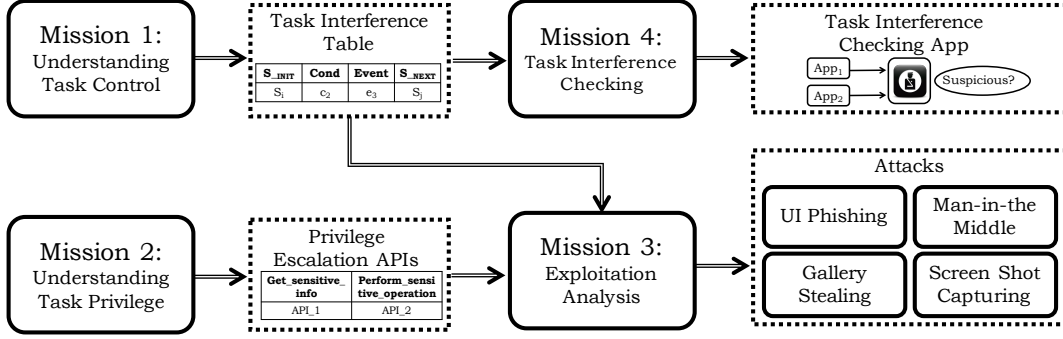 Mission 1:
Understanding
Task Control
Task Interference
Table
S_INIT Cond Event S_NEXT
Si c2 e3 Sj
Mission 4:
Task Interference
Checking
Task Interference
Checking App
App1
App2
Suspicious?
Mission 2:
Understanding
Task Privilege
Privilege
Escalation APIs
Get_sensitive_ Perform_sensi
info tive_operation
API_1 API_2
Mission 3:
Exploitation
Analysis
Attacks
UI Phishing
Man-in-the
Middle
Gallery
Stealing
Screen Shot
Capturing